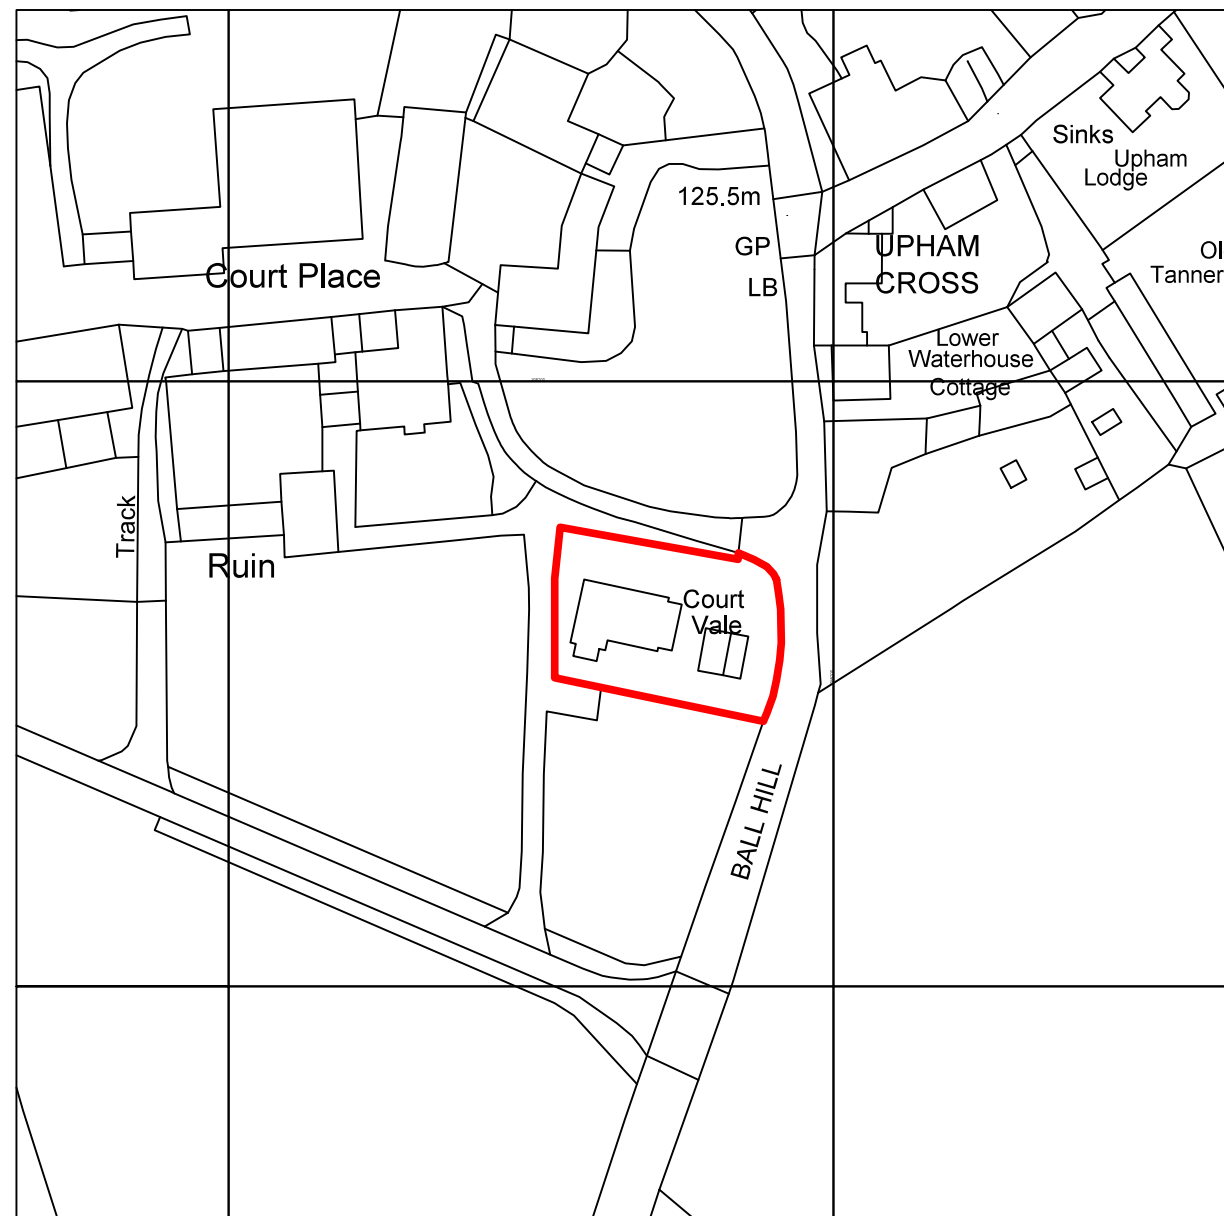 Sinks
Upham
Lodge
125.5m
GP
UPHAM
CROSS
LB
Ol
Tanner
Court Place
Lower
Waterhouse
Cottage
Track
Ruin
Court
Vale
BALL HILL